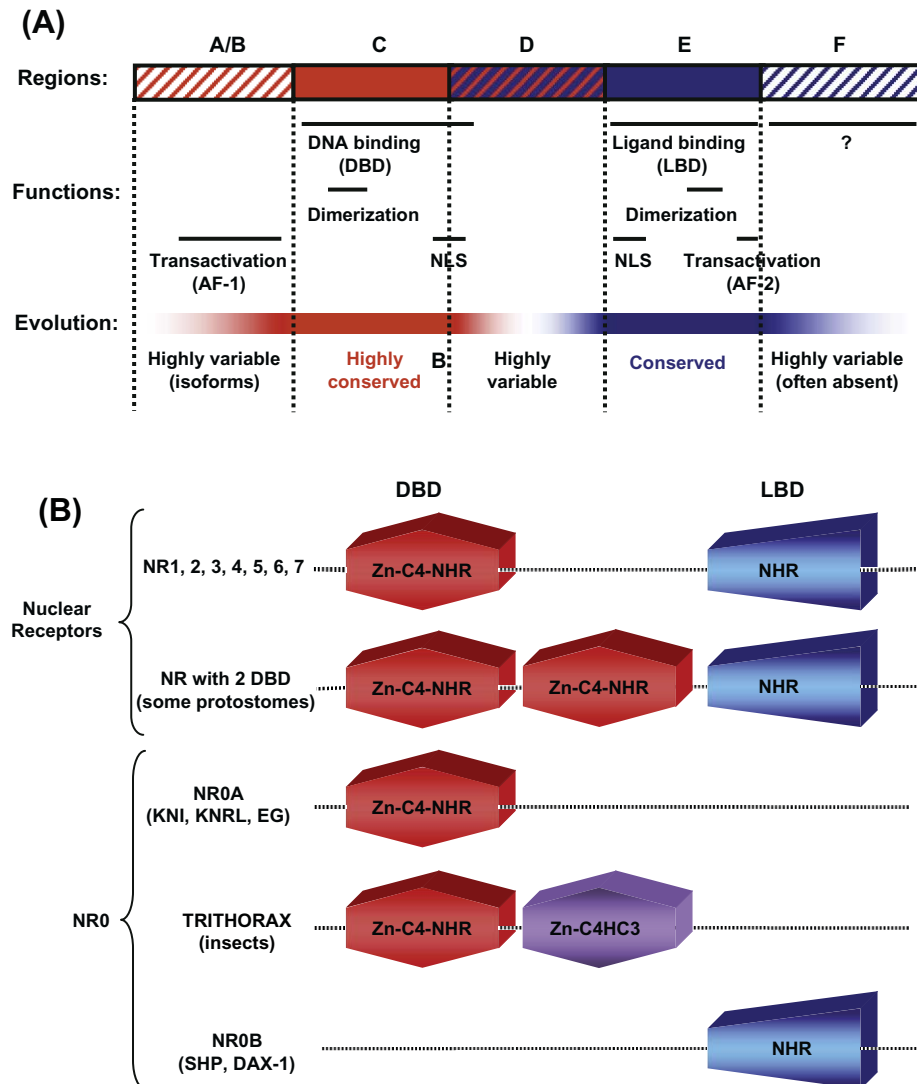 (A)
A/B C D E F
Regions:
DNA binding
(DBD)
Ligand binding
(LBD)
?
Functions:
Dimerization Dimerization
Transactivation
(AF-1)
NLS
NLS
Transactivation
(AF-2)
Evolution:
Highly variable
(isoforms)
Highly
conserved
B
Highly
variable
Conserved
Highly variable
(often absent)
(B)
DBD LBD
Nuclear
Receptors
NR1, 2, 3, 4, 5, 6, 7
Zn-C4-NHR NHR
NR with 2 DBD
(some protostomes)
Zn-C4-NHR Zn-C4-NHR NHR
NR0
NR0A
(KNI, KNRL, EG)
Zn-C4-NHR
TRITHORAX
(insects)
Zn-C4-NHR Zn-C4HC3
NR0B
(SHP, DAX-1)
NHR